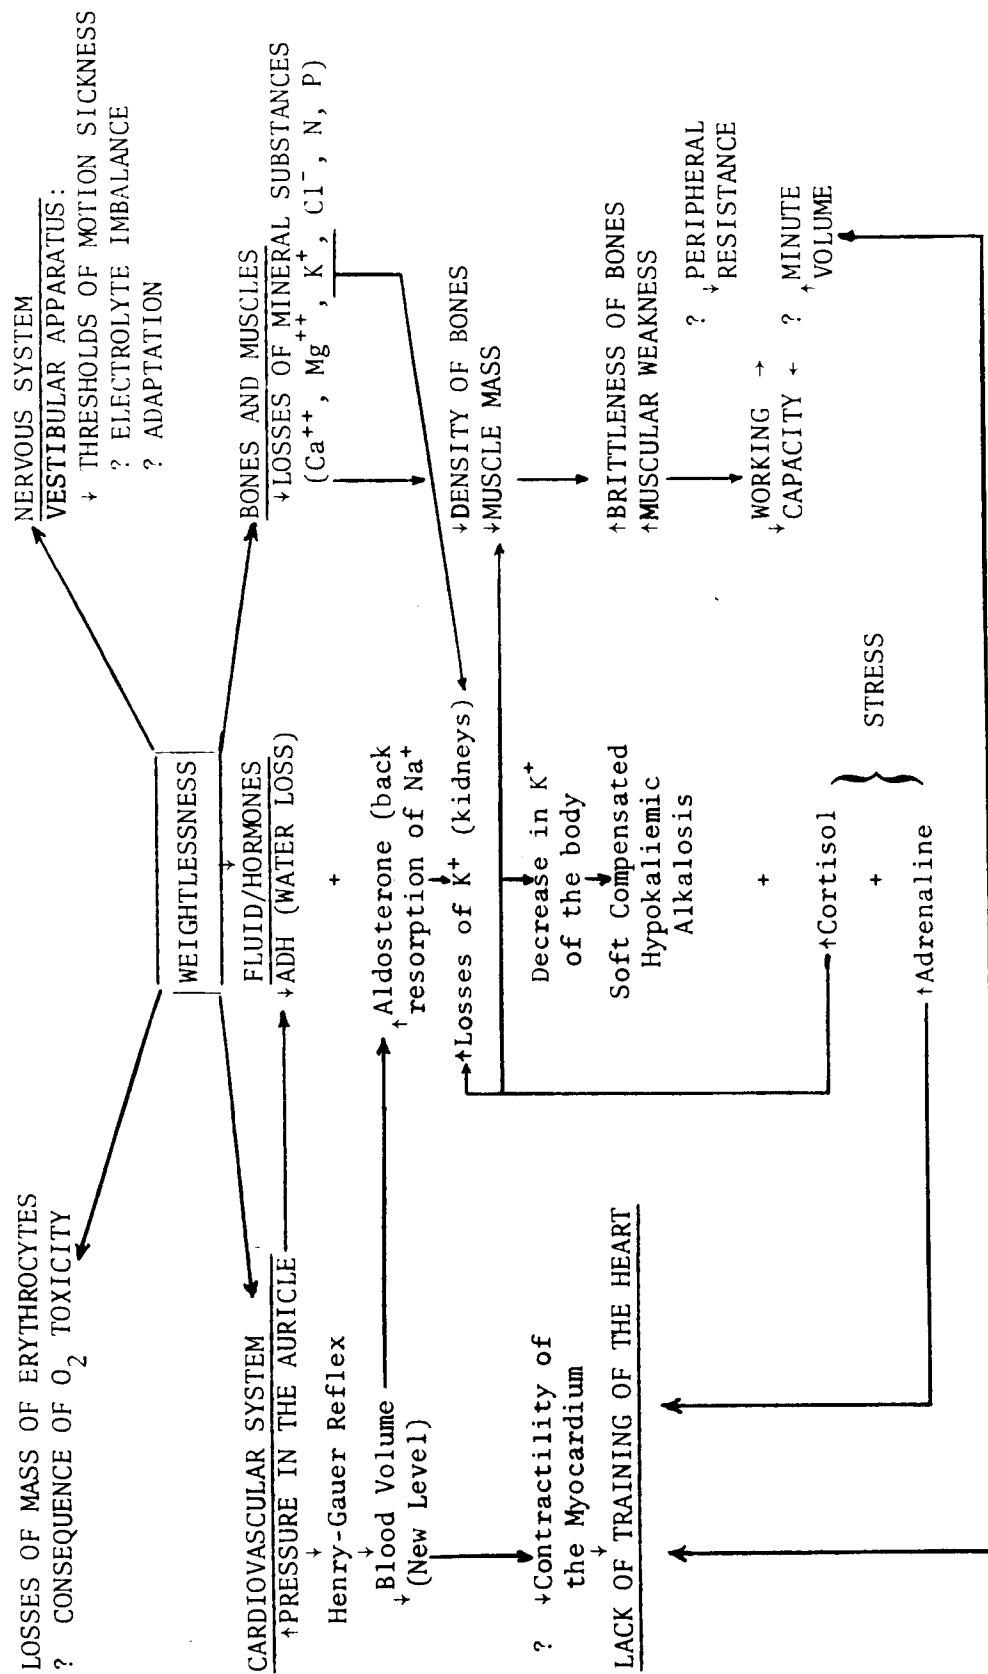 LOSSES OF MASS OF ERYTHROCYTES
? CONSEQUENCE OF O2 TOXICITY
WEIGHTLESSNESS
NERVOUS SYSTEM
VESTIBULAR APPARATUS:
↓ THRESHOLDS OF MOTION SICKNESS
? ELECTROLYTE IMBALANCE
? ADAPTATION
CARDIOVASCULAR SYSTEM
↑PRESSURE IN THE AURICLE
↓
Henry-Gauer Reflex
↓
↓Blood Volume
(New Level)
? ↓Contractility of
the Myocardium
↓
LACK OF TRAINING OF THE HEART
↓
FLUID/HORMONES
↓ADH (WATER LOSS)
+
↑Aldosterone (back
resorption of Na+
↑Losses of K+ (kidneys)
Decrease in K+
of the body
Soft Compensated
Hypokaliemic
Alkalosis
+
↑Cortisol
+
↑Adrenaline
} STRESS
BONES AND MUSCLES
↓LOSSES OF MINERAL SUBSTANCES
(Ca++, Mg++, K+, Cl-, N, P)
↓DENSITY OF BONES
↓MUSCLE MASS
↑BRITTLENESS OF BONES
↑MUSCULAR WEAKNESS
↓WORKING →
CAPACITY ←
? ↓PERIPHERAL
RESISTANCE
? ↑MINUTE
VOLUME